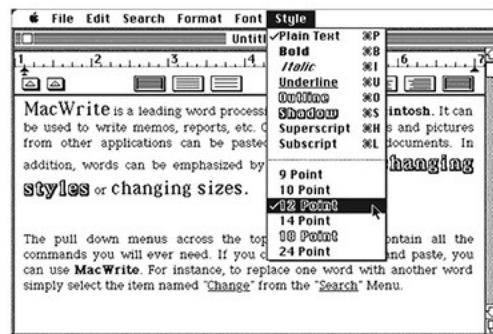 File Edit Search Format Font Style
Untitl
✓Plain Text ⌘P
Bold ⌘B
Italic ⌘I
Underline ⌘U
Outline ⌘O
Shadow ⌘S
Superscript ⌘H
Subscript ⌘L
9 Point
10 Point
✓12 Point
14 Point
18 Point
24 Point
1 2 3 4 6 7
MacWrite is a leading word processi intosh. It can
be used to write memos, reports, etc. s and pictures
from other applications can be paste documents. In
addition, words can be emphasized by changing
styles or changing sizes.
The pull down menus across the top ontain all the
commands you will ever need. If you c nd paste, you
can use MacWrite. For instance, to replace one word with another word
simply select the item named "Change" from the "Search" Menu.